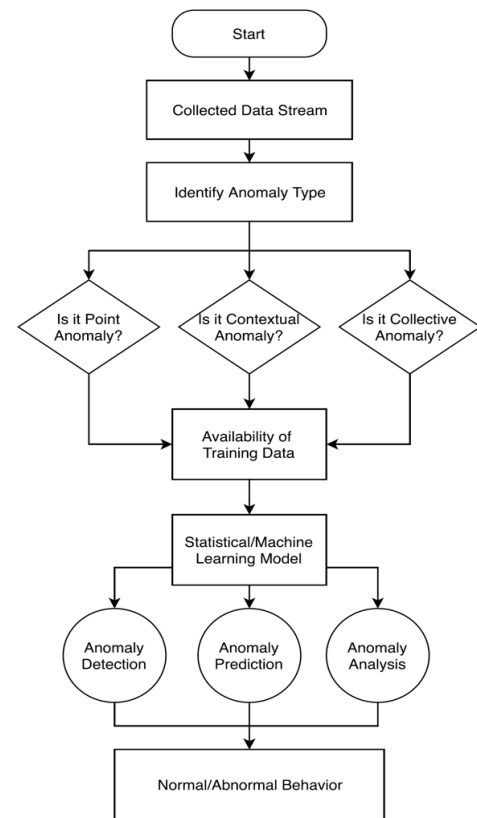 Start
Collected Data Stream
Identify Anomaly Type
Is it Point
Anomaly?
Is it Contextual
Anomaly?
Is it Collective
Anomaly?
Availability of
Training Data
Statistical/Machine
Learning Model
Anomaly
Detection
Anomaly
Prediction
Anomaly
Analysis
Normal/Abnormal Behavior